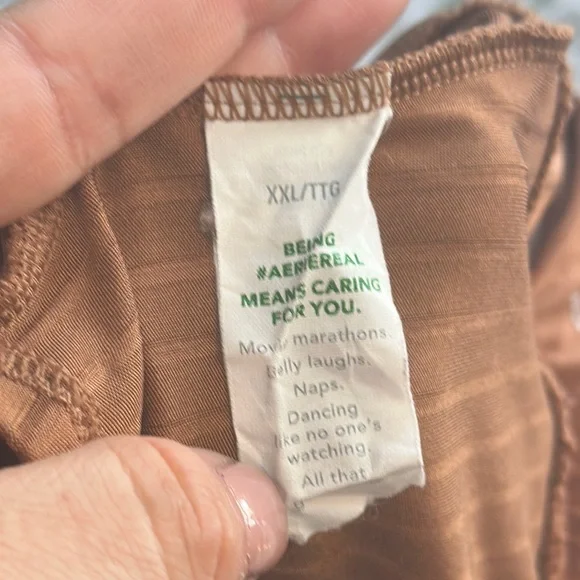 XXL/TTG
BEING
#AERIEREAL
MEANS CARING
FOR YOU.
Movie marathons.
Belly laughs.
Naps.
Dancing
like no one's
watching.
All that